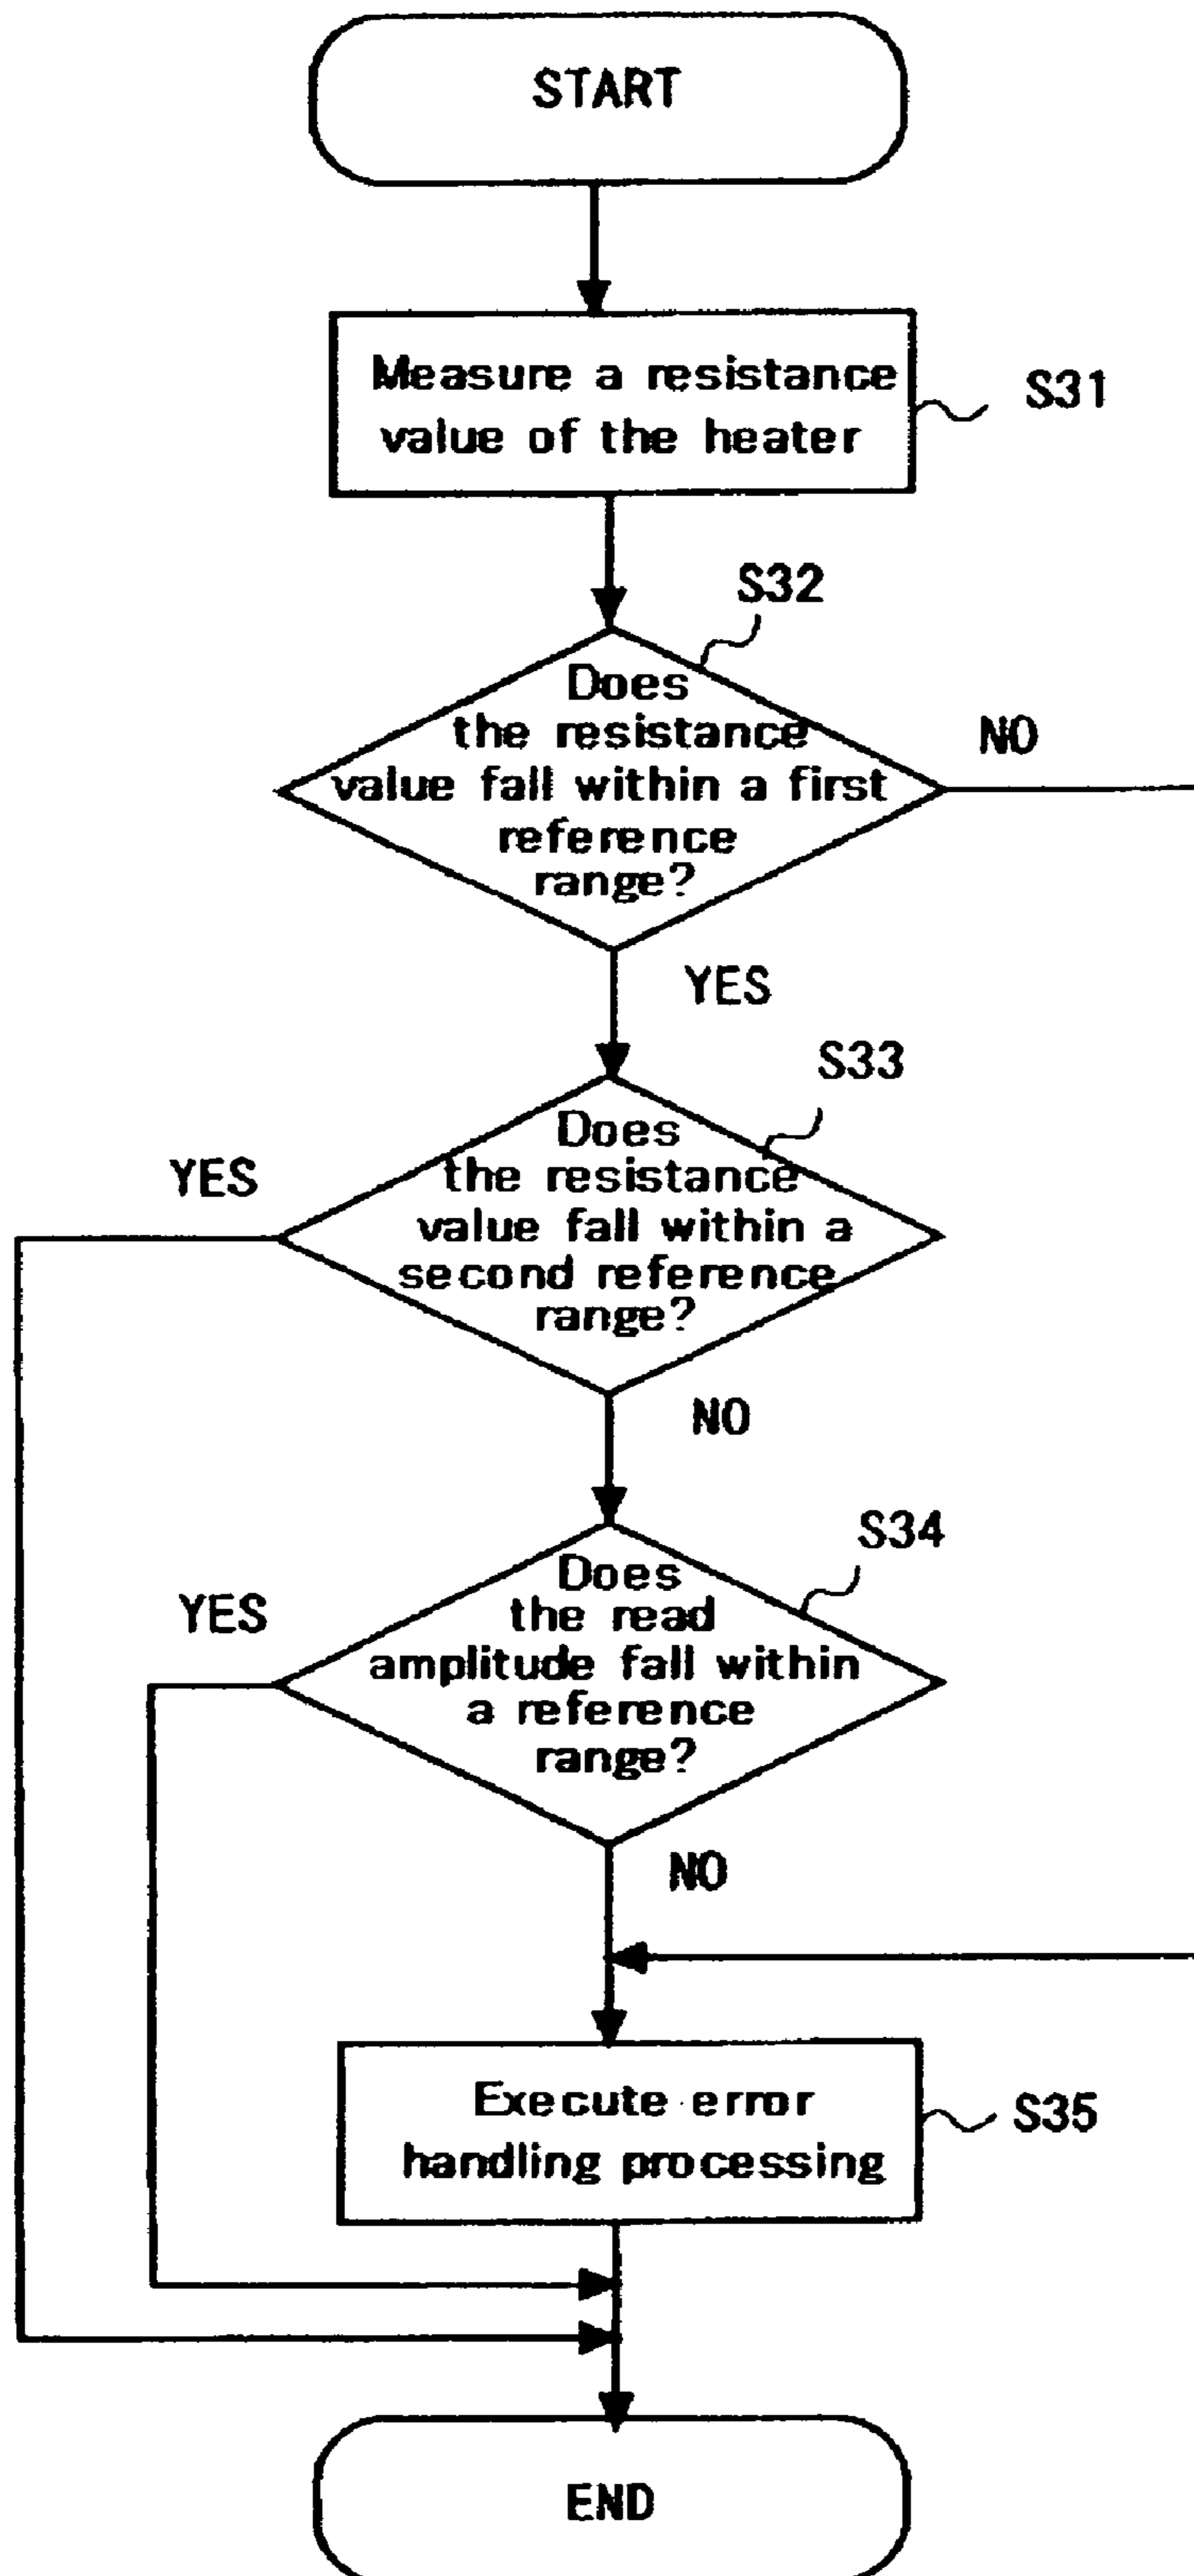 START
Measure a resistance
value of the heater
S31
S32
Does
the resistance
value fall within a first
reference
range?
NO
YES
S33
Does
the resistance
value fall within a
second reference
range?
YES
NO
S34
Does
the read
amplitude fall within
a reference
range?
YES
NO
Execute error
handling processing
S35
END